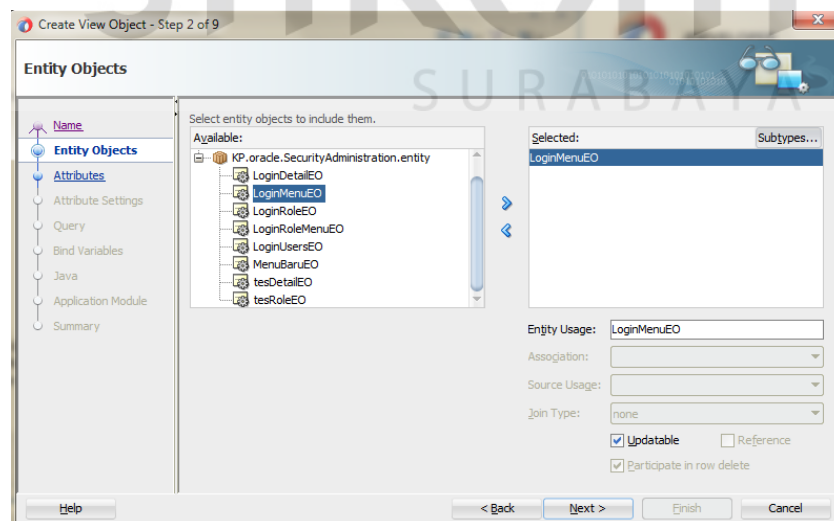 Create View Object - Step 2 of 9
Entity Objects
SURABAYA
Name
Entity Objects
Attributes
Attribute Settings
Query
Bind Variables
Java
Application Module
Summary
Select entity objects to include them.
Available:
KP.oracle.SecurityAdministration.entity
LoginDetailEO
LoginMenuEO
LoginRoleEO
LoginRoleMenuEO
LoginUsersEO
MenuBaruEO
tesDetailEO
tesRoleEO
Selected:
Subtypes...
LoginMenuEO
Entity Usage: LoginMenuEO
Association:
Source Usage:
Join Type: none
Updatable Reference
Participate in row delete
Help
< Back
Next >
Finish
Cancel